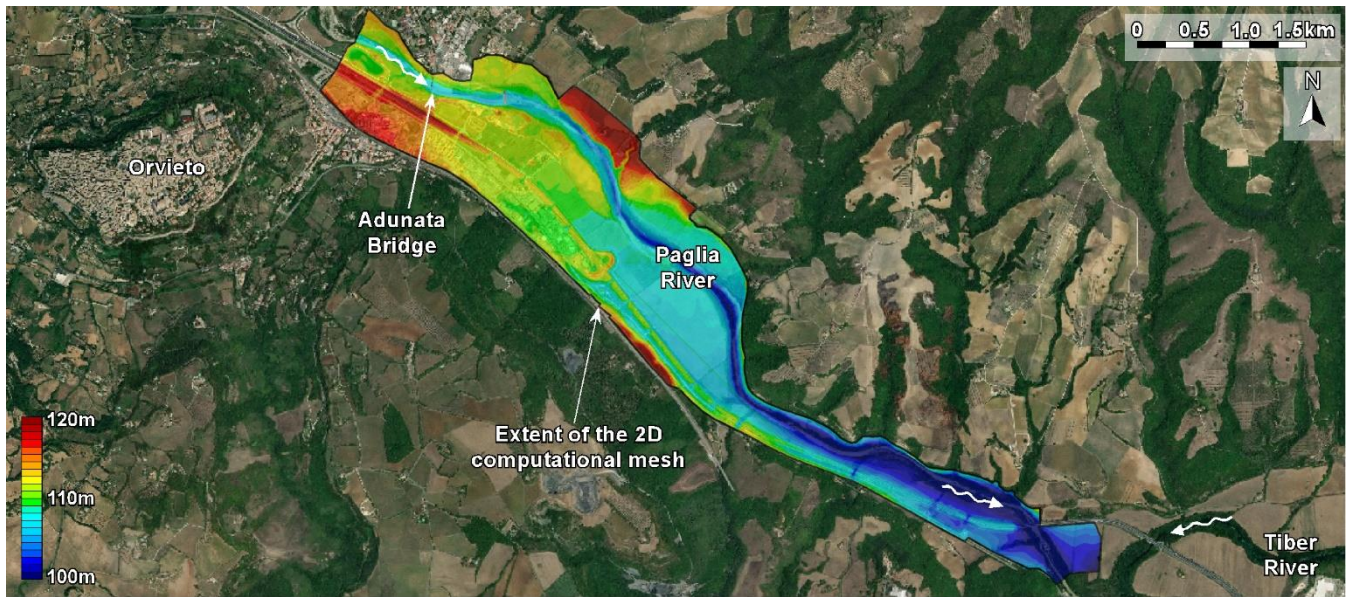 0 0.5 1.0 1.5km
N
Orvieto
Adunata
Bridge
Paglia
River
Extent of the 2D
computational mesh
120m
110m
100m
Tiber
River